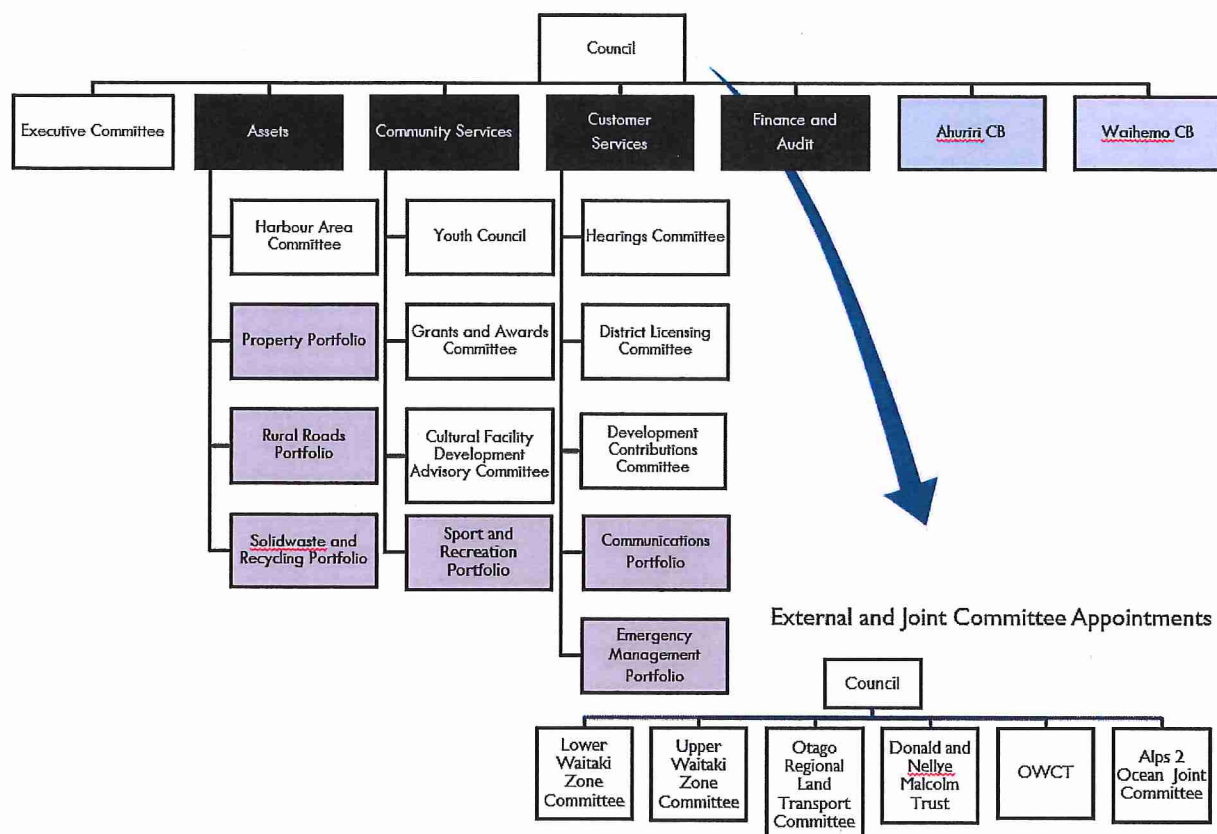 Council
Executive Committee
Assets
Community Services
Customer
Services
Finance and
Audit
Ahuriri CB
Waihemo CB
Harbour Area
Committee
Youth Council
Hearings Committee
Property Portfolio
Grants and Awards
Committee
District Licensing
Committee
Rural Roads
Portfolio
Cultural Facility
Development
Advisory Committee
Development
Contributions
Committee
Solidwaste and
Recycling Portfolio
Sport and
Recreation
Portfolio
Communications
Portfolio
Emergency
Management
Portfolio
External and Joint Committee Appointments
Council
Lower
Waitaki
Zone
Committee
Upper
Waitaki
Zone
Committee
Otago
Regional
Land
Transport
Committee
Donald and
Nellye
Malcolm
Trust
OWCT
Alps 2
Ocean Joint
Committee